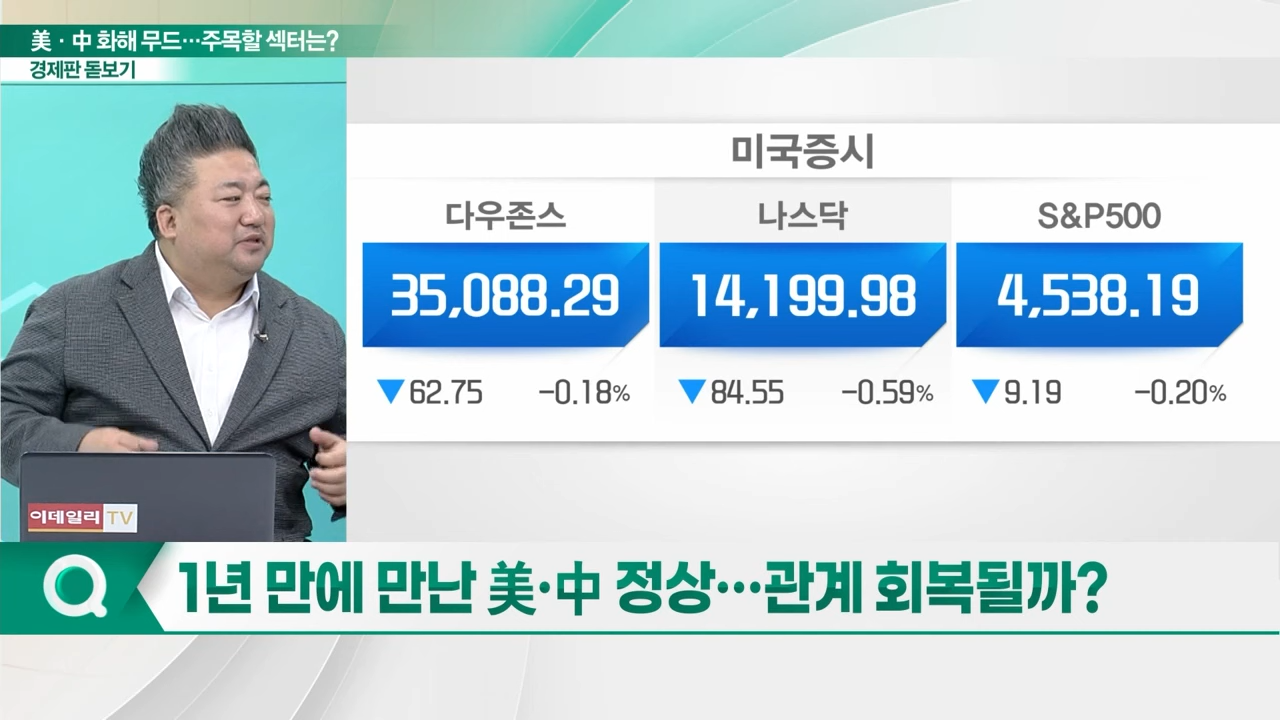 美·中 화해 무드…주목할 섹터는?
경제판 돋보기
미국증시
다우존스 나스닥 S&P500
35,088.29 14,199.98 4,538.19
▼62.75 -0.18% ▼84.55 -0.59% ▼9.19 -0.20%
이데일리TV
Q 1년 만에 만난 美·中 정상…관계 회복될까?